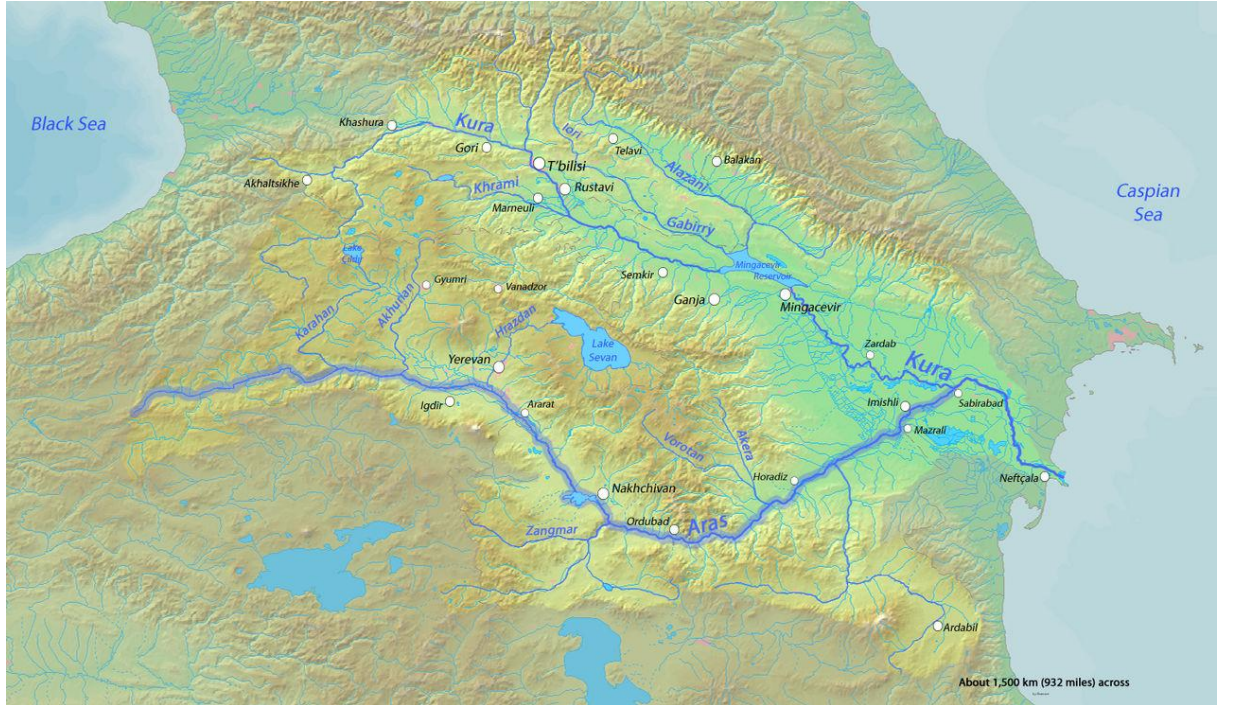 Black Sea
Khashura
Kura
Gori
Iori
Telavi
Balakan
Alazani
T'bilisi
Rustavi
Akhaltsikhe
Khrami
Marneuli
Caspian
Sea
Gabirry
Lake
Çildir
Mingacevir
Reservoir
Semkir
Ganja
Mingacevir
Gyumri
Vanadzor
Akhurian
Karahan
Hrazdan
Lake
Sevan
Yerevan
Zardab
Kura
Igdir
Ararat
Imishli
Sabirabad
Mazralì
Vorotan
Akera
Horadiz
Neftçala
Nakhchivan
Ordubad
Aras
Zangmar
Ardabil
About 1,500 km (932 miles) across